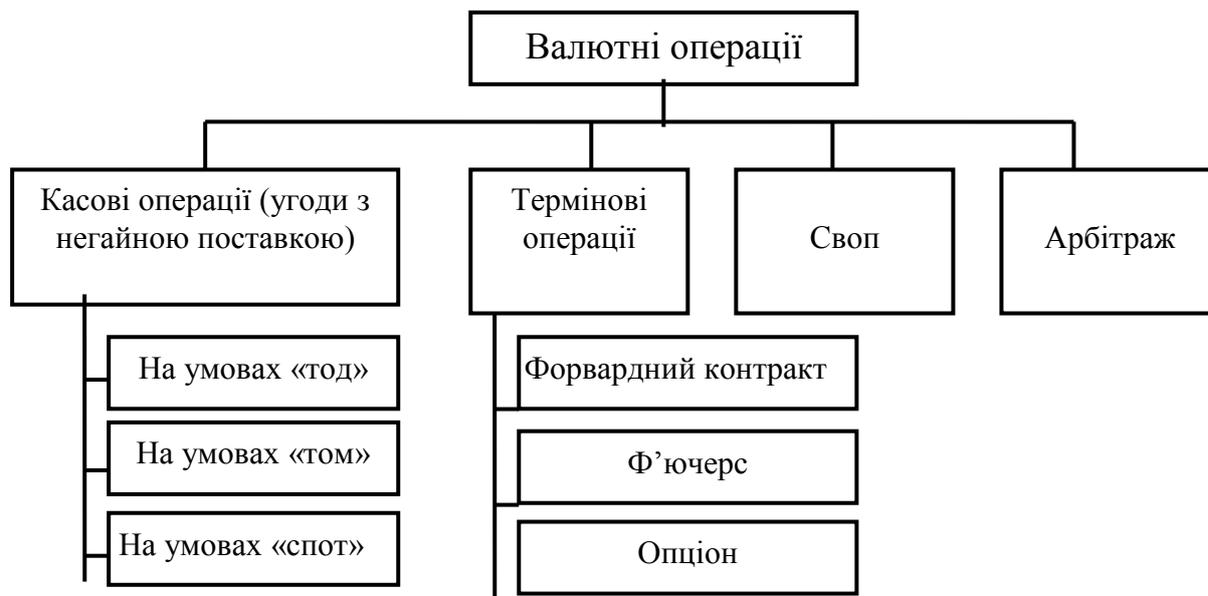 Валютні операції
Касові операції (угоди з
негайною поставкою)
Термінові
операції
Своп
Арбітраж
На умовах «тод»
На умовах «том»
На умовах «спот»
Форвардний контракт
Ф’ючерс
Опціон